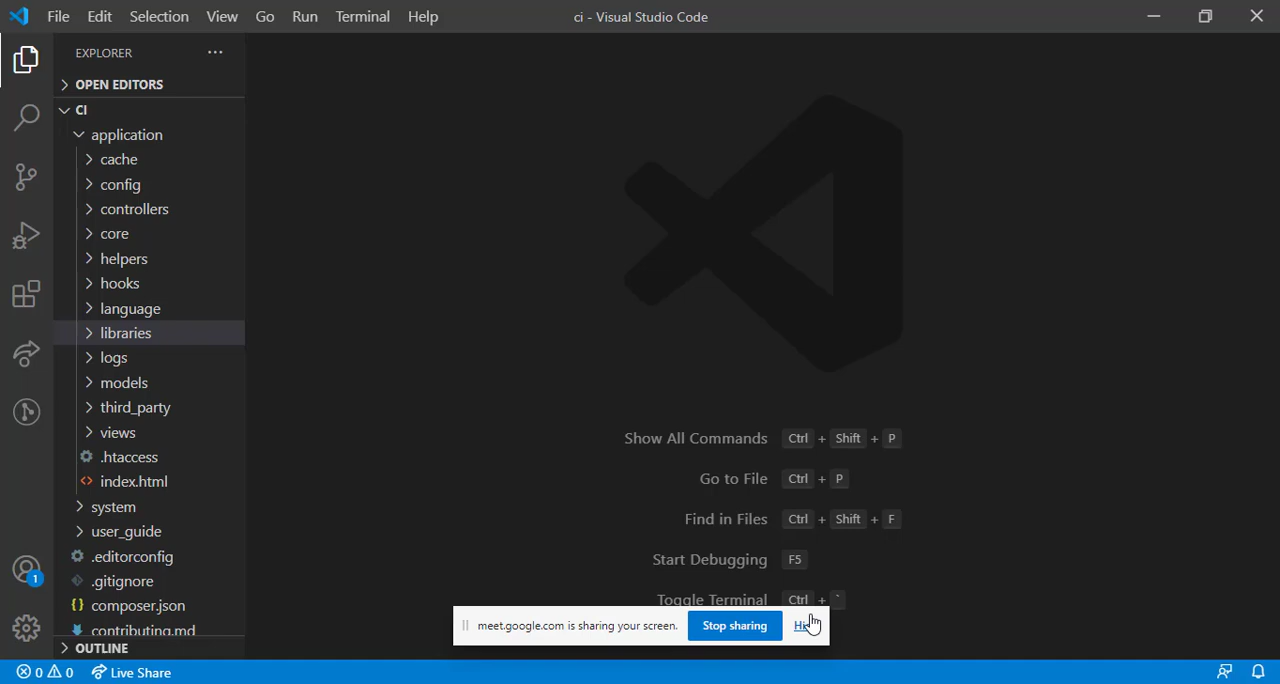 File Edit Selection View Go Run Terminal Help
ci - Visual Studio Code
EXPLORER
OPEN EDITORS
CI
application
cache
config
controllers
core
helpers
hooks
language
libraries
logs
models
third_party
views
.htaccess
index.html
system
user_guide
.editorconfig
.gitignore
composer.json
contributing.md
OUTLINE
Show All Commands Ctrl + Shift + P
Go to File Ctrl + P
Find in Files Ctrl + Shift + F
Start Debugging F5
Toggle Terminal Ctrl + `
meet.google.com is sharing your screen. Stop sharing
1
0 0 Live Share